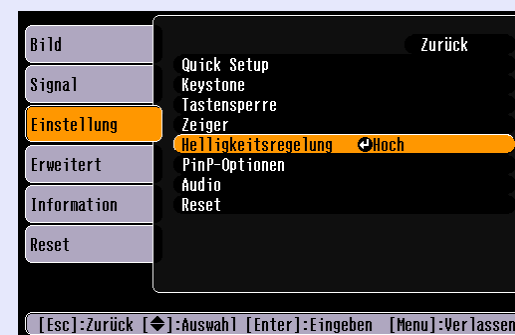 Bild
Signal
Einstellung
Erweitert
Information
Reset
Zurück
Quick Setup
Keystone
Tastensperre
Zeiger
Helligkeitsregelung Hoch
PinP-Optionen
Audio
Reset
[Esc]:Zurück [◆]:Auswahl [Enter]:Eingeben [Menu]:Verlassen